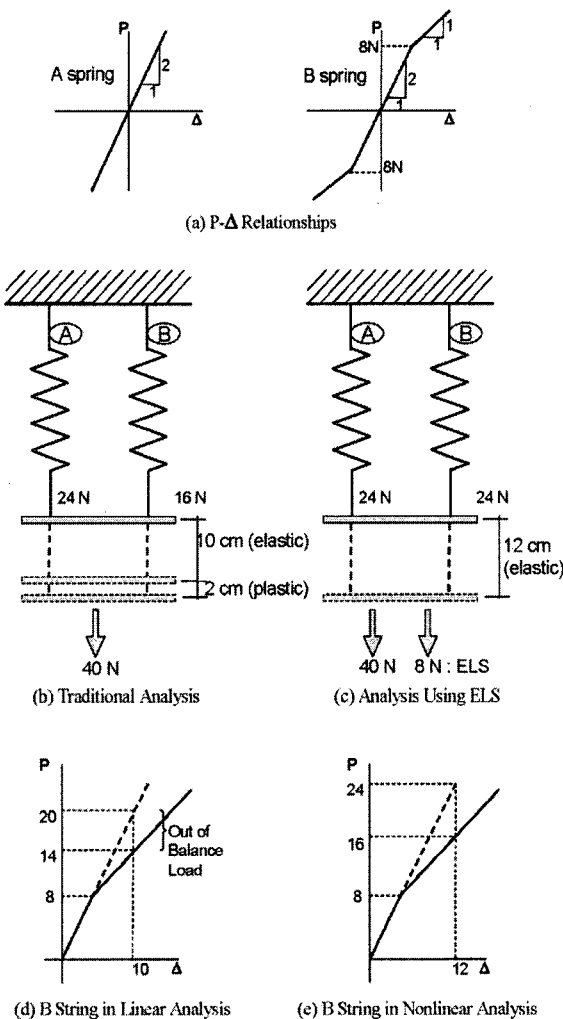 P
P
8N
1
1
A spring
2
1
B spring
2
1
Δ
Δ
8N
(a) P-Δ Relationships
A
B
A
B
24 N
16 N
24 N
24 N
10 cm (elastic)
2 cm (plastic)
12 cm
(elastic)
40 N
40 N
8 N : ELS
(b) Traditional Analysis
(c) Analysis Using ELS
P
20
14
8
Out of
Balance
Load
10
Δ
P
24
16
8
12
Δ
(d) B String in Linear Analysis
(e) B String in Nonlinear Analysis